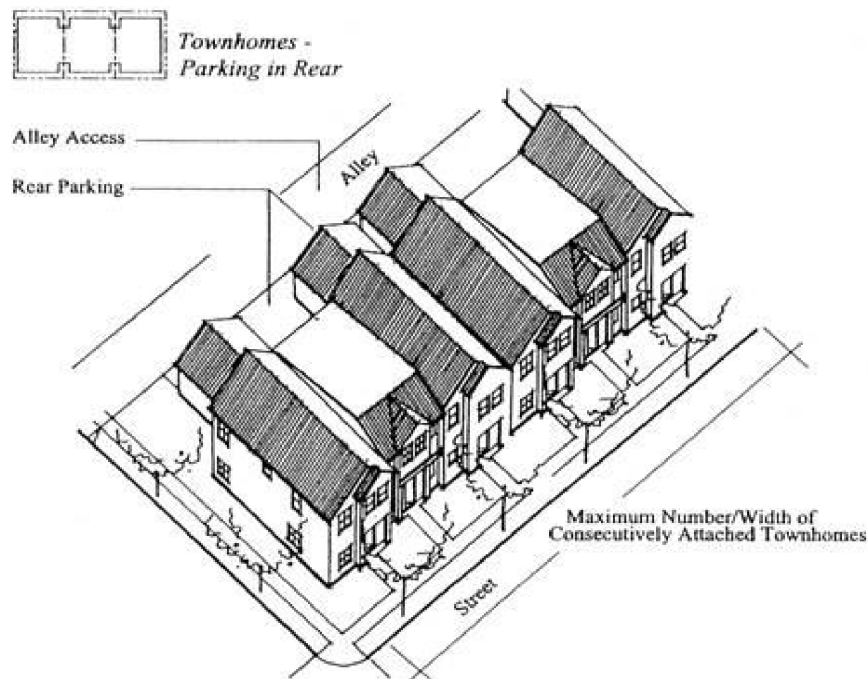 Townhomes -
Parking in Rear
Alley Access
Alley
Rear Parking
Maximum Number/Width of
Consecutively Attached Townhomes
Street